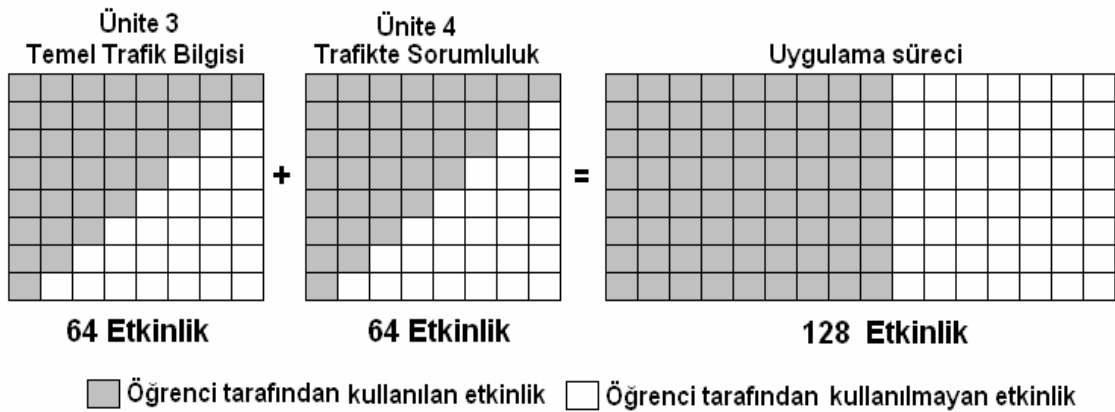 Ünite 3
Temel Trafik Bilgisi
Ünite 4
Trafikte Sorumluluk
Uygulama süreci
+
=
64 Etkinlik
64 Etkinlik
128 Etkinlik
Öğrenci tarafından kullanılan etkinlik
Öğrenci tarafından kullanılmayan etkinlik